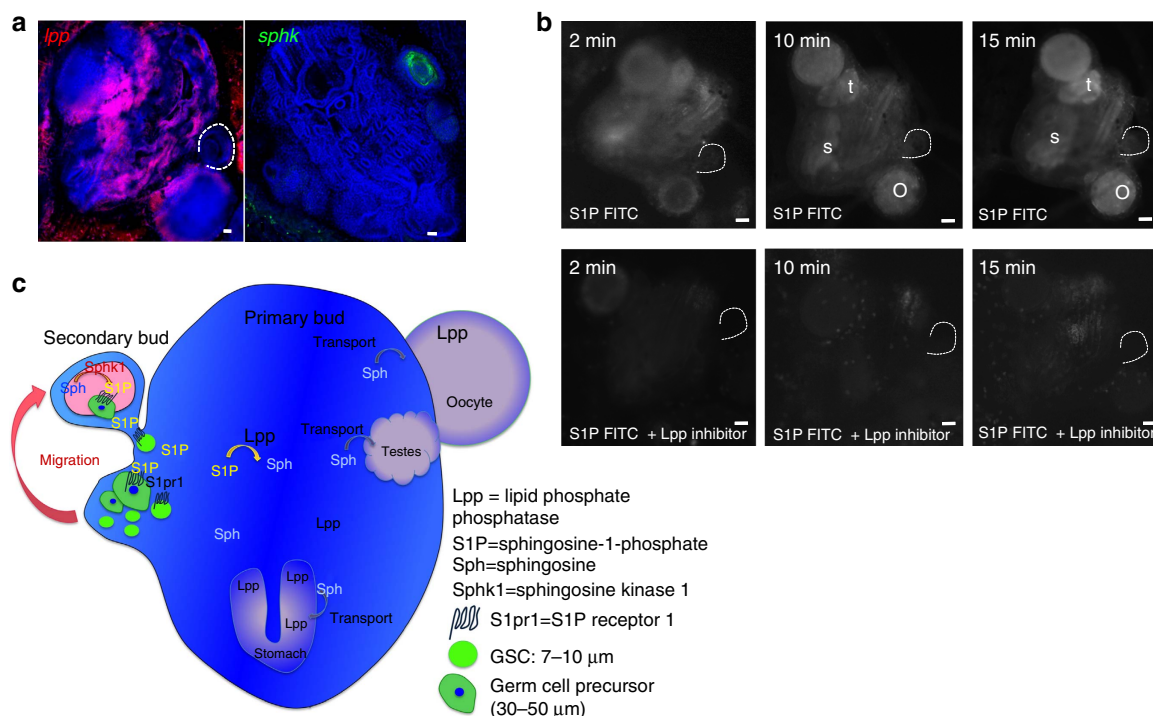 a
lpp
sphk
b
2 min
10 min
t
s
O
S1P FITC
S1P FITC
15 min
t
s
O
S1P FITC
2 min
10 min
15 min
S1P FITC + Lpp inhibitor
S1P FITC + Lpp inhibitor
S1P FITC + Lpp inhibitor
c
Secondary bud
Primary bud
Sphk1
Sph
S1P
S1P
S1P
Migration
S1P
S1pr1
Lpp
S1P
Sph
Transport
Sph
Lpp
Oocyte
Transport
Sph
Testes
Lpp
Sph
Lpp
Lpp
Sph
Lpp
Transport
Stomach
Lpp = lipid phosphate
phosphatase
S1P=sphingosine-1-phosphate
Sph=sphingosine
Sphk1=sphingosine kinase 1
S1pr1=S1P receptor 1
GSC: 7–10 μm
Germ cell precursor
(30–50 μm)